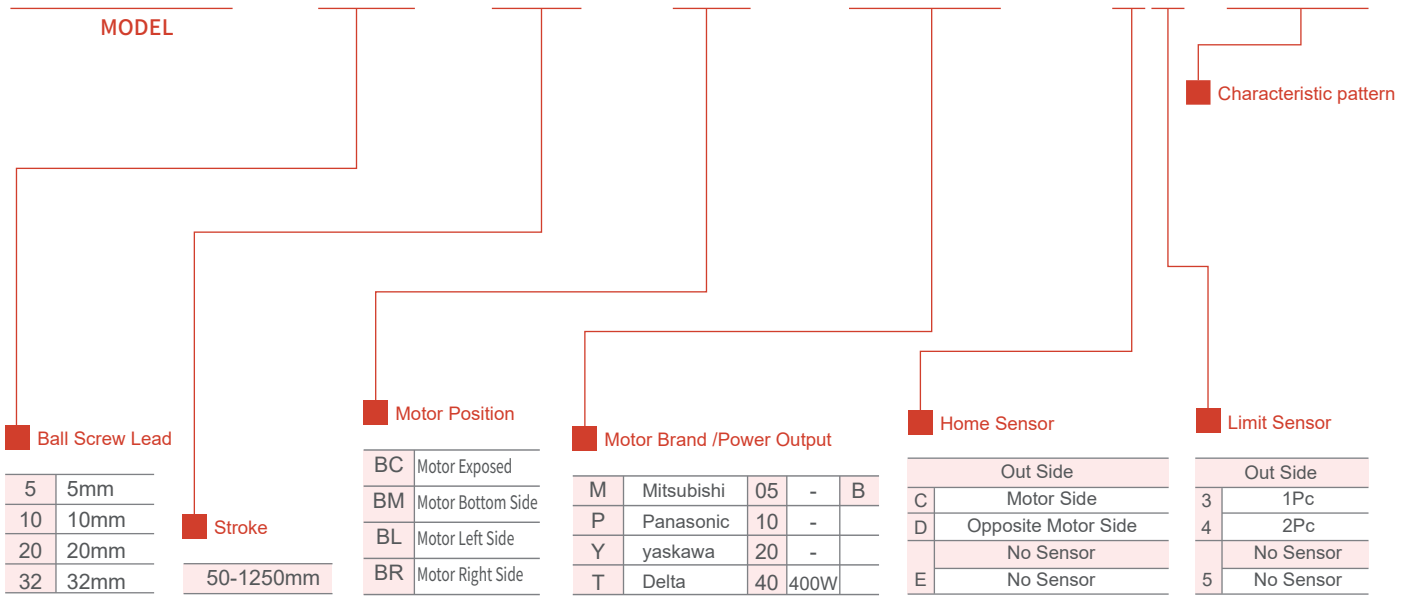 MODEL
Characteristic pattern
Ball Screw Lead
5 5mm
10 10mm
20 20mm
32 32mm
Stroke
50-1250mm
Motor Position
BC Motor Exposed
BM Motor Bottom Side
BL Motor Left Side
BR Motor Right Side
Motor Brand /Power Output
M Mitsubishi 05 - B
P Panasonic 10 -
Y yaskawa 20 -
T Delta 40 400W
Home Sensor
Out Side
C Motor Side
D Opposite Motor Side
No Sensor
E No Sensor
Limit Sensor
Out Side
3 1Pc
4 2Pc
No Sensor
5 No Sensor